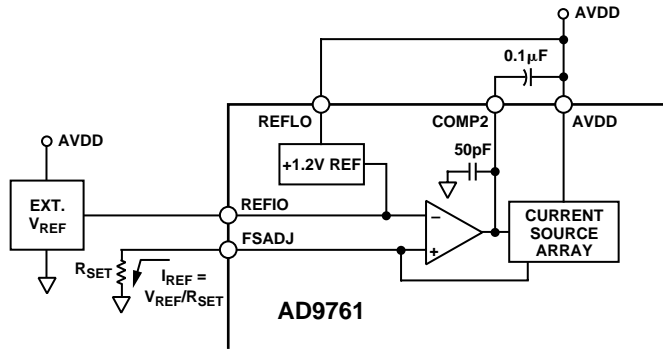 AVDD
0.1µF
REFLO
COMP2
AVDD
AVDD
50pF
+1.2V REF
EXT.
VREF
REFIO
–
CURRENT
SOURCE
ARRAY
FSADJ
+
RSET
IREF =
VREF/RSET
AD9761